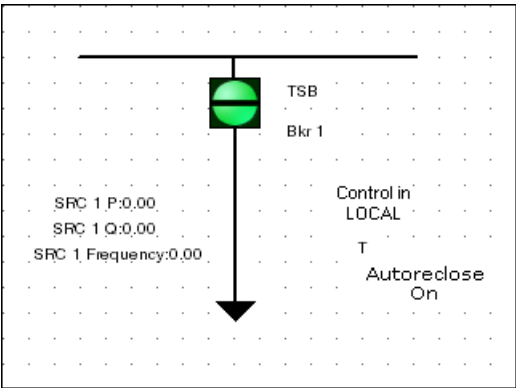 TSB
Bkr 1
SRC 1 P:0.00
SRC 1 Q:0.00
SRC 1 Frequency:0.00
Control in
LOCAL
T
Autoreclose
On